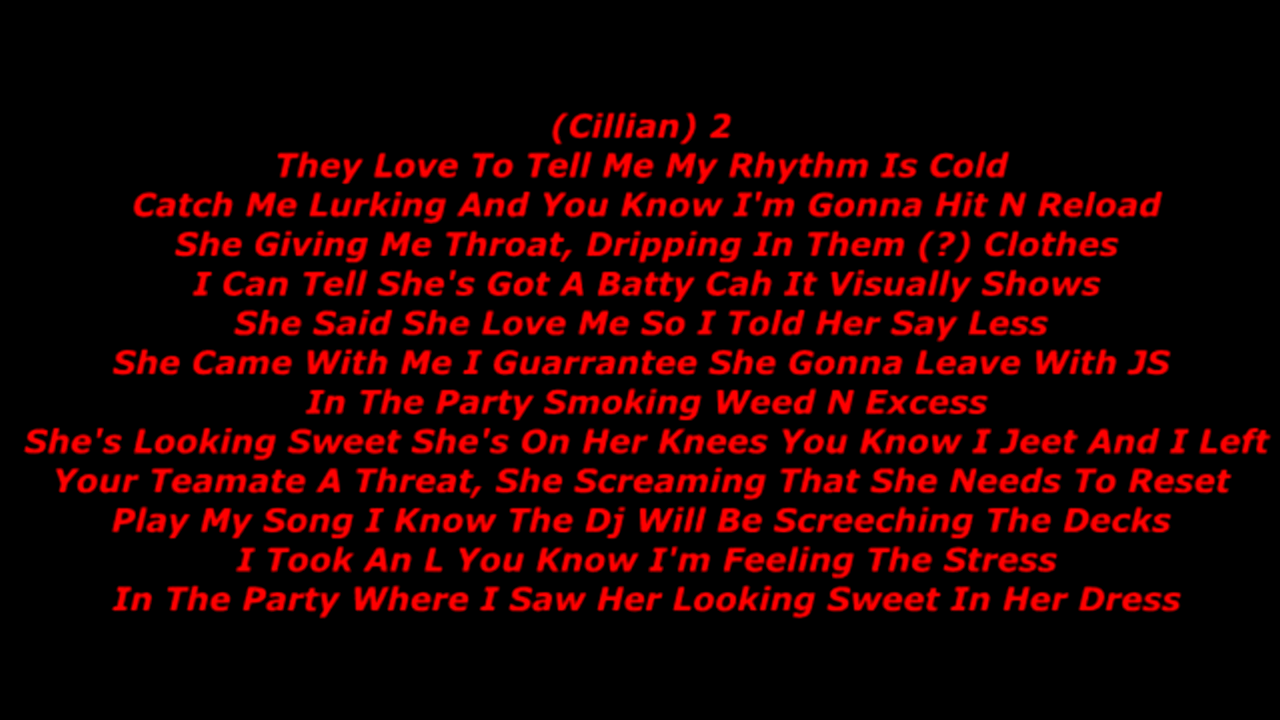 (Cillian) 2
They Love To Tell Me My Rhythm Is Cold
Catch Me Lurking And You Know I'm Gonna Hit N Reload
She Giving Me Throat, Dripping In Them (?) Clothes
I Can Tell She's Got A Batty Cah It Visually Shows
She Said She Love Me So I Told Her Say Less
She Came With Me I Guarrantee She Gonna Leave With JS
In The Party Smoking Weed N Excess
She's Looking Sweet She's On Her Knees You Know I Jeet And I Left
Your Teamate A Threat, She Screaming That She Needs To Reset
Play My Song I Know The Dj Will Be Screeching The Decks
I Took An L You Know I'm Feeling The Stress
In The Party Where I Saw Her Looking Sweet In Her Dress